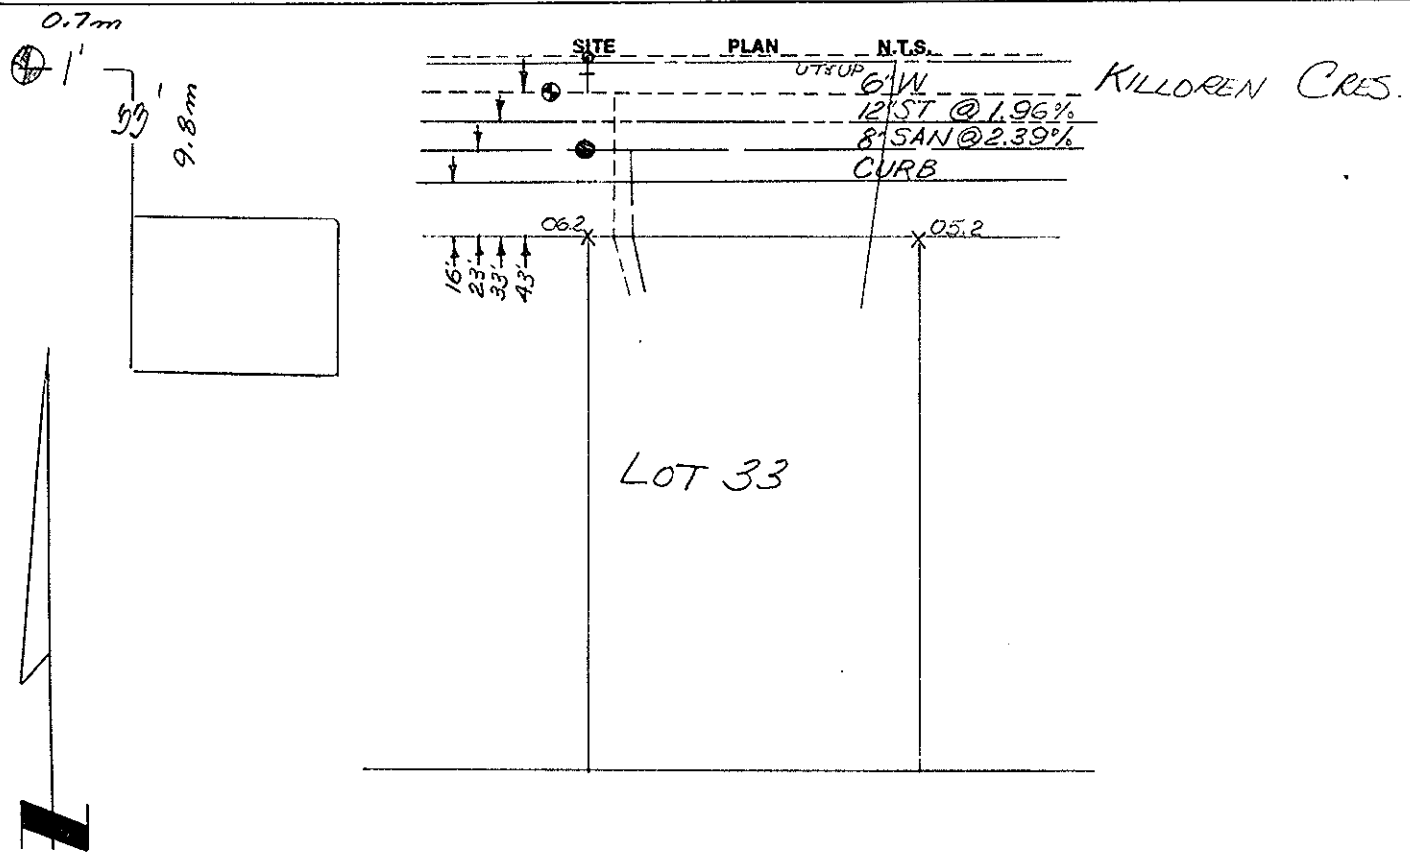 0.7m
1'
33'
9.8m
SITE PLAN N.T.S.
6" W
12" ST @ 1.96%
8" SAN @ 2.39%
CURB
KILLOREN CRES.
06.2
05.2
16'
23'
33'
43'
LOT 33